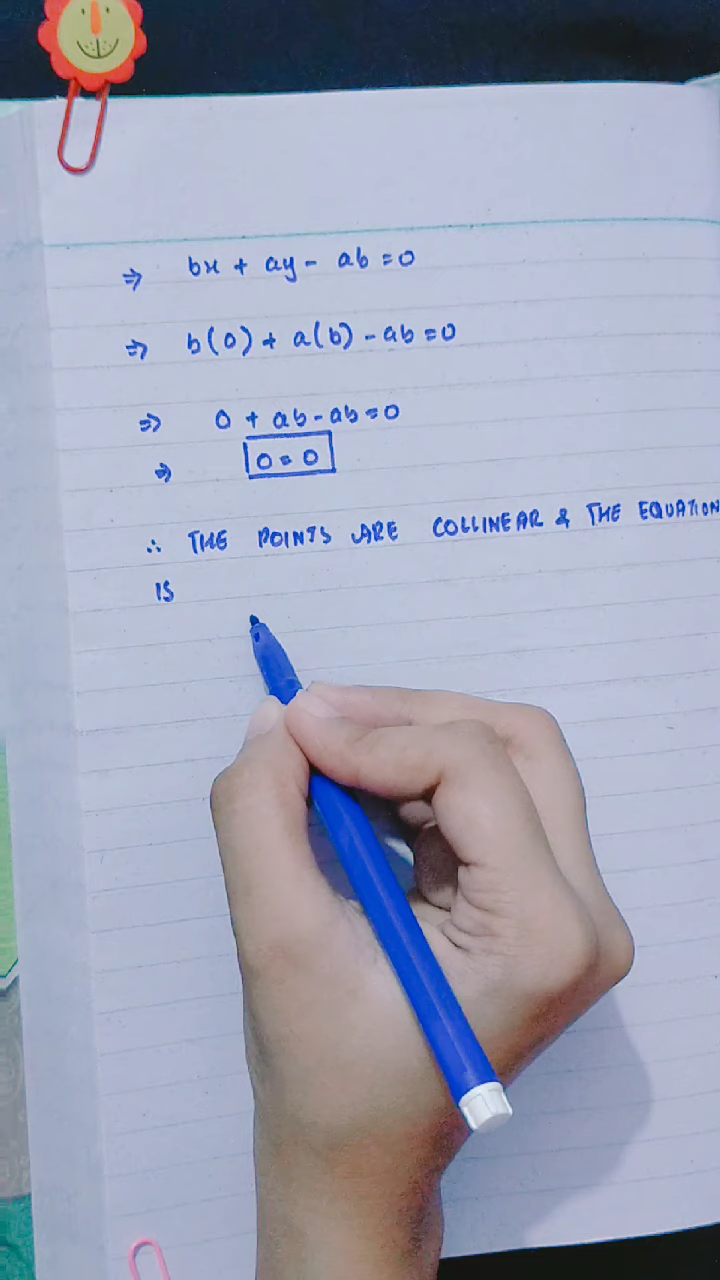 ⇒ bx + ay - ab = 0
⇒ b(0) + a(b) - ab = 0
⇒ 0 + ab - ab = 0
⇒ 0 = 0
∴ THE POINTS ARE COLLINEAR & THE EQUATION
IS